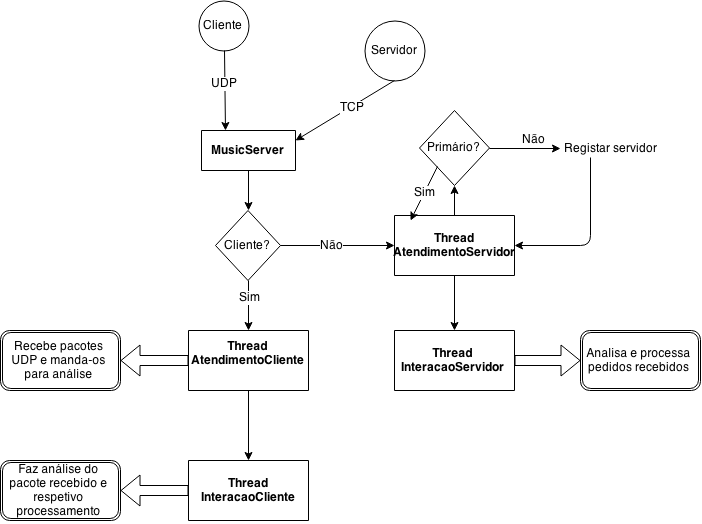 Cliente
Servidor
UDP
TCP
MusicServer
Primário?
Não
Registar servidor
Sim
Cliente?
Não
Thread
AtendimentoServidor
Sim
Recebe pacotes
UDP e manda-os
para análise
Thread
AtendimentoCliente
Thread
InteracaoServidor
Analisa e processa
pedidos recebidos
Faz análise do
pacote recebido e
respetivo
processamento
Thread
InteracaoCliente